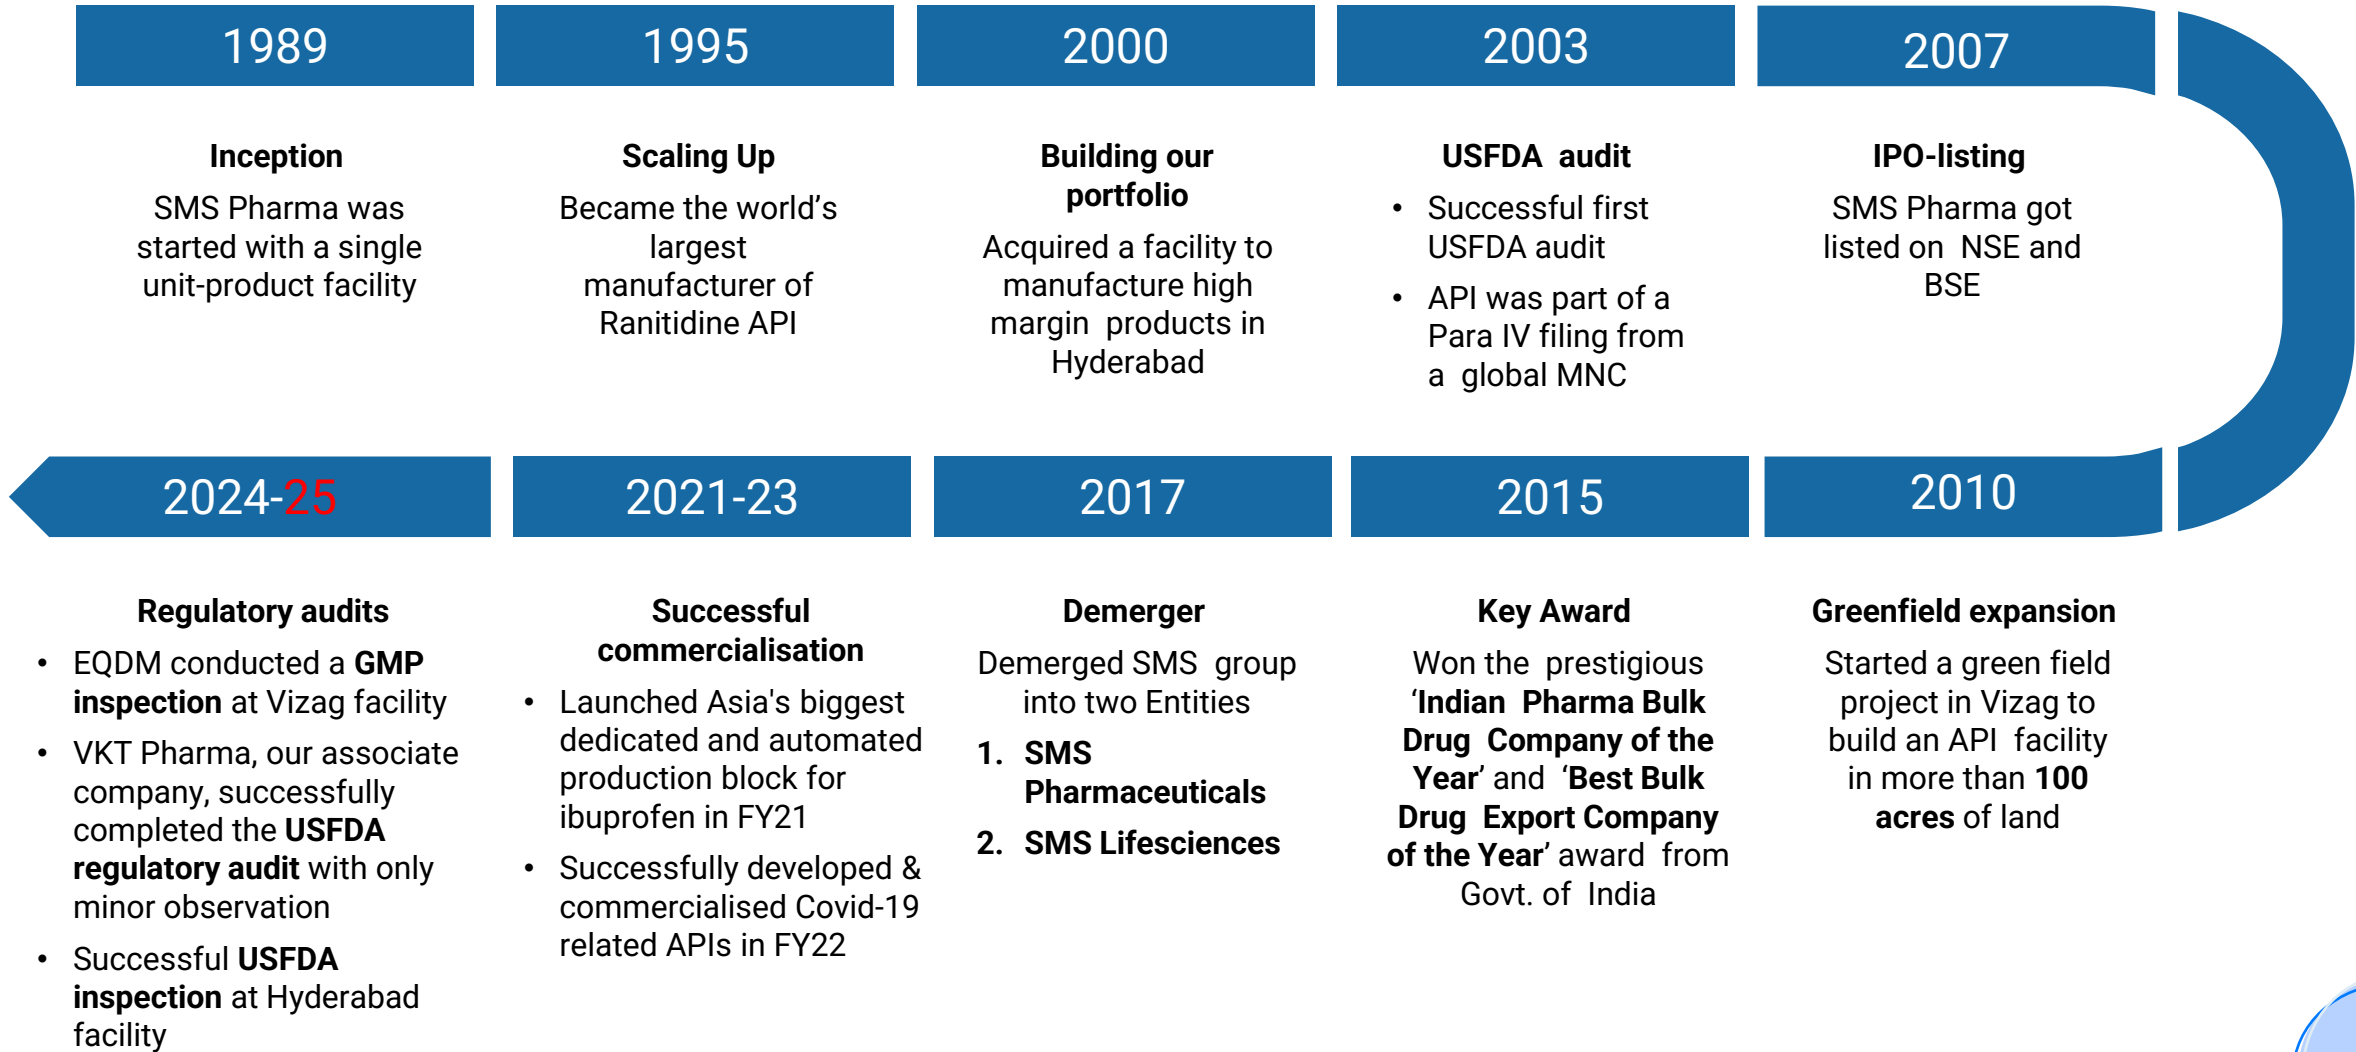 1989
Inception
SMS Pharma was
started with a single
unit-product facility
1995
Scaling Up
Became the world’s
largest
manufacturer of
Ranitidine API
2000
Building our
portfolio
Acquired a facility to
manufacture high
margin products in
Hyderabad
2003
USFDA audit
• Successful first
USFDA audit
• API was part of a
Para IV filing from
a global MNC
2007
IPO-listing
SMS Pharma got
listed on NSE and
BSE
2010
Greenfield expansion
Started a green field
project in Vizag to
build an API facility
in more than 100
acres of land
2015
Key Award
Won the prestigious
‘Indian Pharma Bulk
Drug Company of the
Year’ and ‘Best Bulk
Drug Export Company
of the Year’ award from
Govt. of India
2017
Demerger
Demerged SMS group
into two Entities
1. SMS
Pharmaceuticals
2. SMS Lifesciences
2021-23
Successful
commercialisation
• Launched Asia's biggest
dedicated and automated
production block for
ibuprofen in FY21
• Successfully developed &
commercialised Covid-19
related APIs in FY22
2024-25
Regulatory audits
• EQDM conducted a GMP
inspection at Vizag facility
• VKT Pharma, our associate
company, successfully
completed the USFDA
regulatory audit with only
minor observation
• Successful USFDA
inspection at Hyderabad
facility